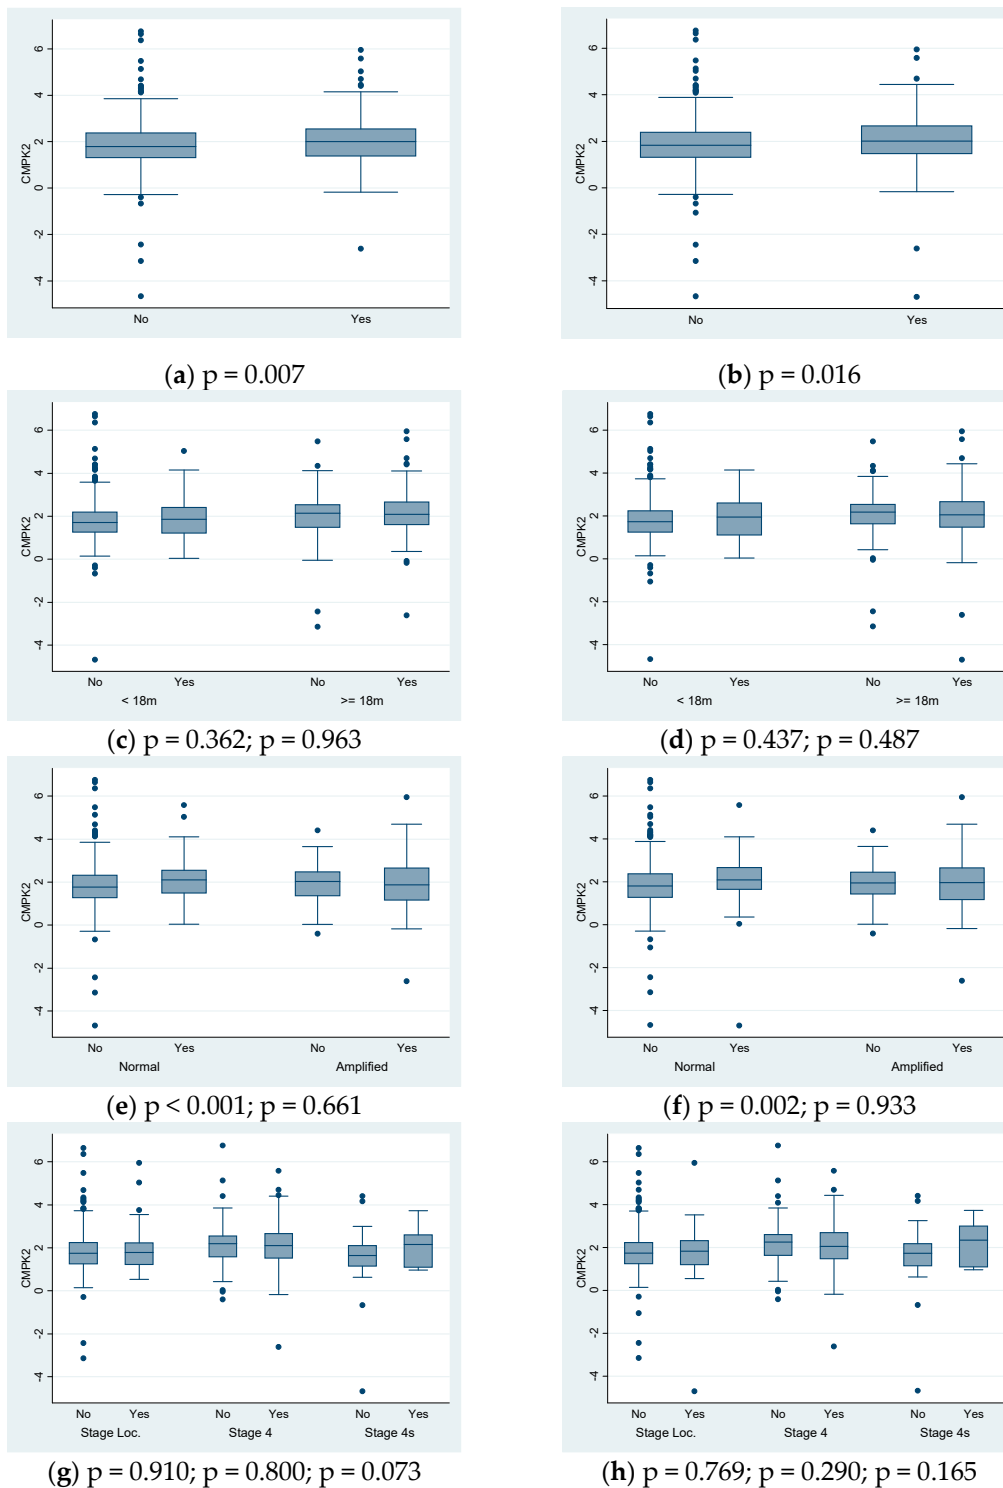 CMPK2
6
4
2
0
-2
-4
No Yes
(a) p = 0.007
CMPK2
6
4
2
0
-2
-4
No Yes
(b) p = 0.016
CMPK2
6
4
2
0
-2
-4
No Yes No Yes
< 18m >= 18m
(c) p = 0.362; p = 0.963
CMPK2
6
4
2
0
-2
-4
No Yes No Yes
< 18m >= 18m
(d) p = 0.437; p = 0.487
CMPK2
6
4
2
0
-2
-4
No Yes No Yes
Normal Amplified
(e) p < 0.001; p = 0.661
CMPK2
6
4
2
0
-2
-4
No Yes No Yes
Normal Amplified
(f) p = 0.002; p = 0.933
CMPK2
6
4
2
0
-2
-4
No Yes No Yes No Yes
Stage Loc. Stage 4 Stage 4s
(g) p = 0.910; p = 0.800; p = 0.073
CMPK2
6
4
2
0
-2
-4
No Yes No Yes No Yes
Stage Loc. Stage 4 Stage 4s
(h) p = 0.769; p = 0.290; p = 0.165